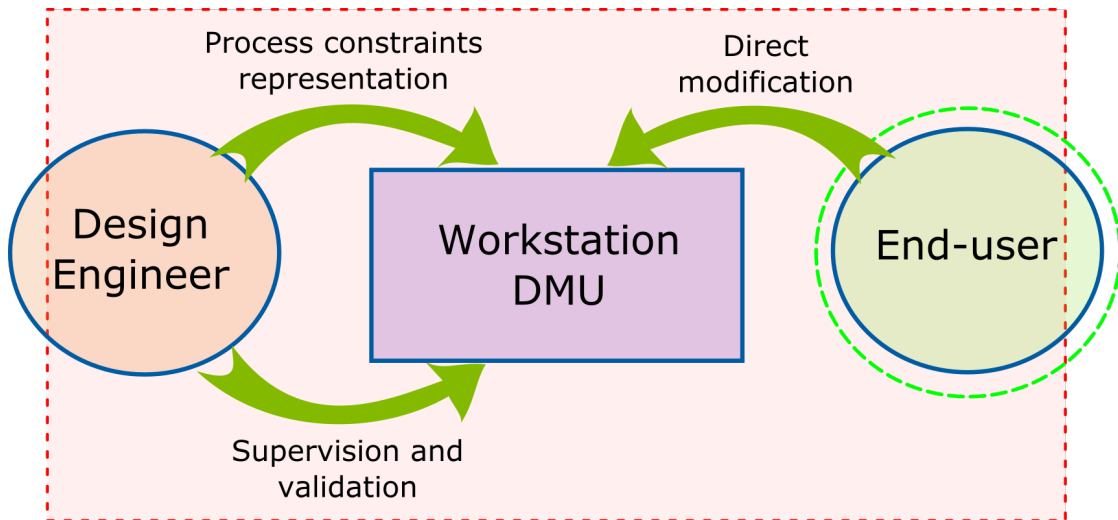 Process constraints
representation
Direct
modification
Design
Engineer
Workstation
DMU
End-user
Supervision and
validation